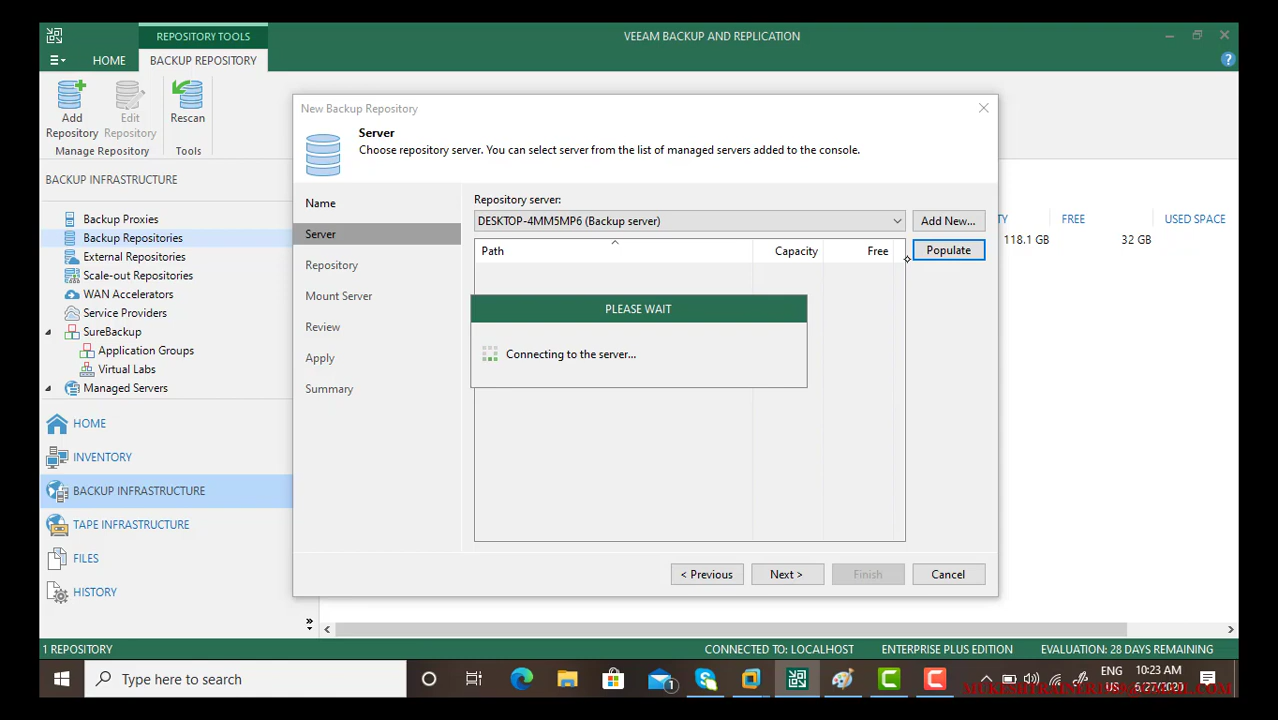 REPOSITORY TOOLS
VEEAM BACKUP AND REPLICATION
HOME
BACKUP REPOSITORY
Add Repository
Edit Repository
Rescan
Manage Repository
Tools
BACKUP INFRASTRUCTURE
Backup Proxies
Backup Repositories
External Repositories
Scale-out Repositories
WAN Accelerators
Service Providers
SureBackup
Application Groups
Virtual Labs
Managed Servers
HOME
INVENTORY
BACKUP INFRASTRUCTURE
TAPE INFRASTRUCTURE
FILES
HISTORY
New Backup Repository
Server
Choose repository server. You can select server from the list of managed servers added to the console.
Name
Server
Repository
Mount Server
Review
Apply
Summary
Repository server:
DESKTOP-4MM5MP6 (Backup server)
Add New...
Path
Capacity
Free
Populate
PLEASE WAIT
Connecting to the server...
< Previous
Next >
Finish
Cancel
TY
FREE
USED SPACE
118.1 GB
32 GB
1 REPOSITORY
CONNECTED TO: LOCALHOST
ENTERPRISE PLUS EDITION
EVALUATION: 28 DAYS REMAINING
Type here to search
1
ENG
US
10:23 AM
6/27/2020